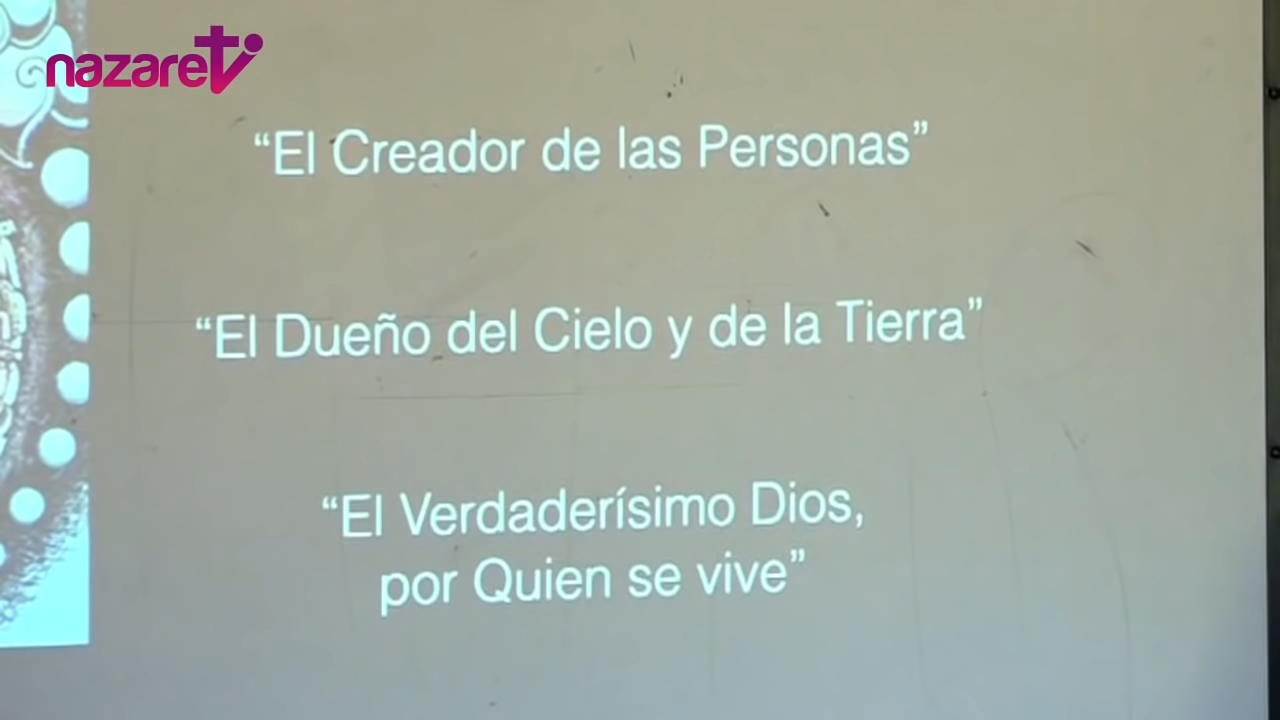 nazaretv
“El Creador de las Personas”
“El Dueño del Cielo y de la Tierra”
“El Verdaderísimo Dios,
por Quien se vive”